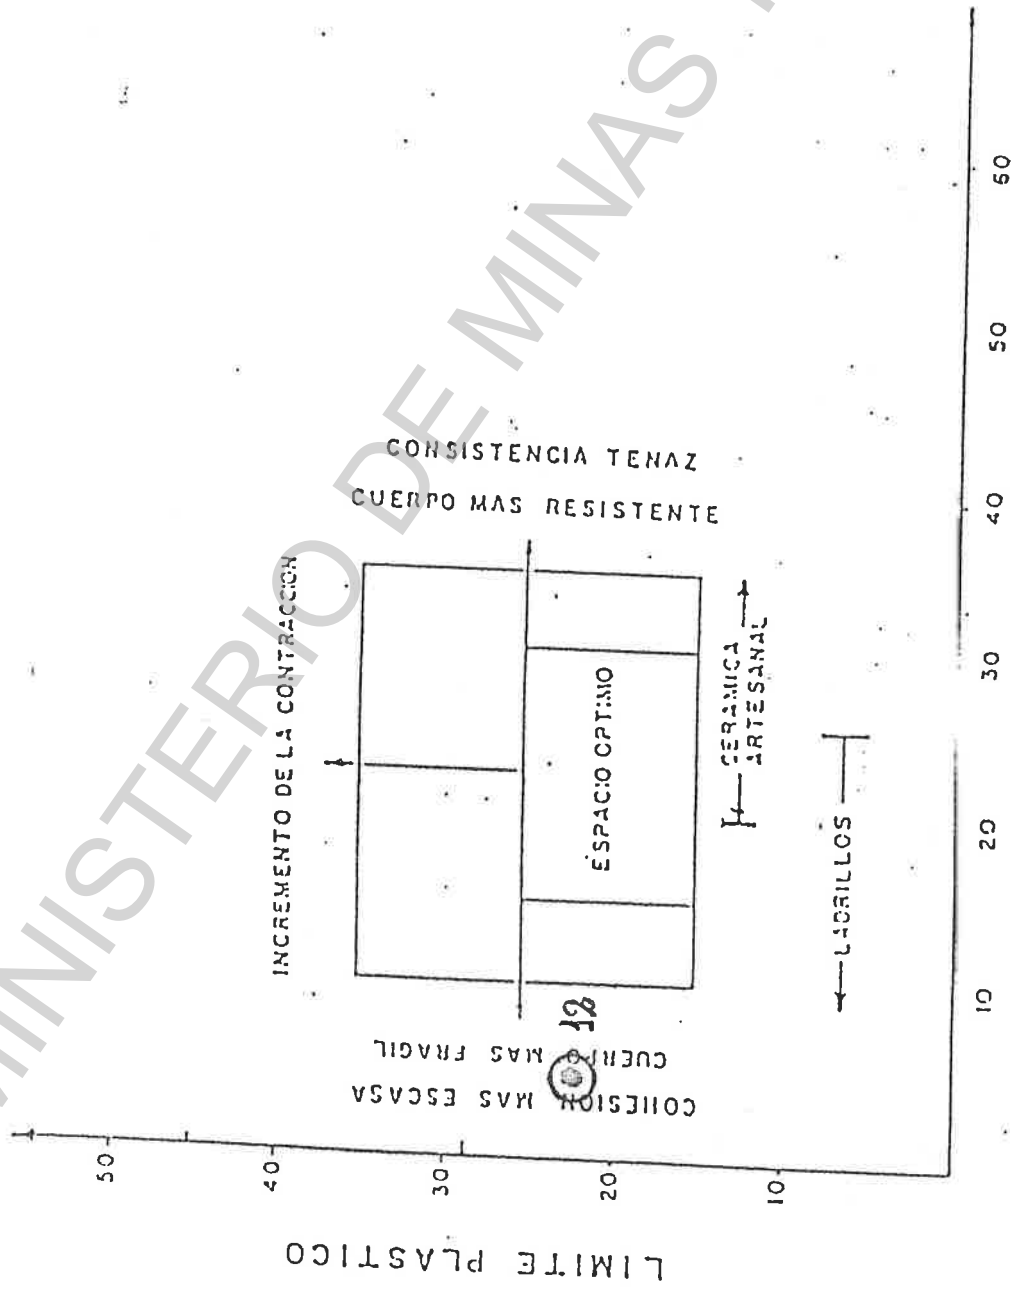 MINISTERIO DE MINAS
LIMITE PLASTICO
50
40
30
20
10
INCREMENTO DE LA CONTRACCION
CONSISTENCIA TENAZ
CUERPO MAS RESISTENTE
COHESION MAS ESCASA
CUERPO MAS FRAGIL
12
ESPACIO OPTIMO
CERAMICA
ARTESANAL
LADRILLOS
10
20
30
40
50
60